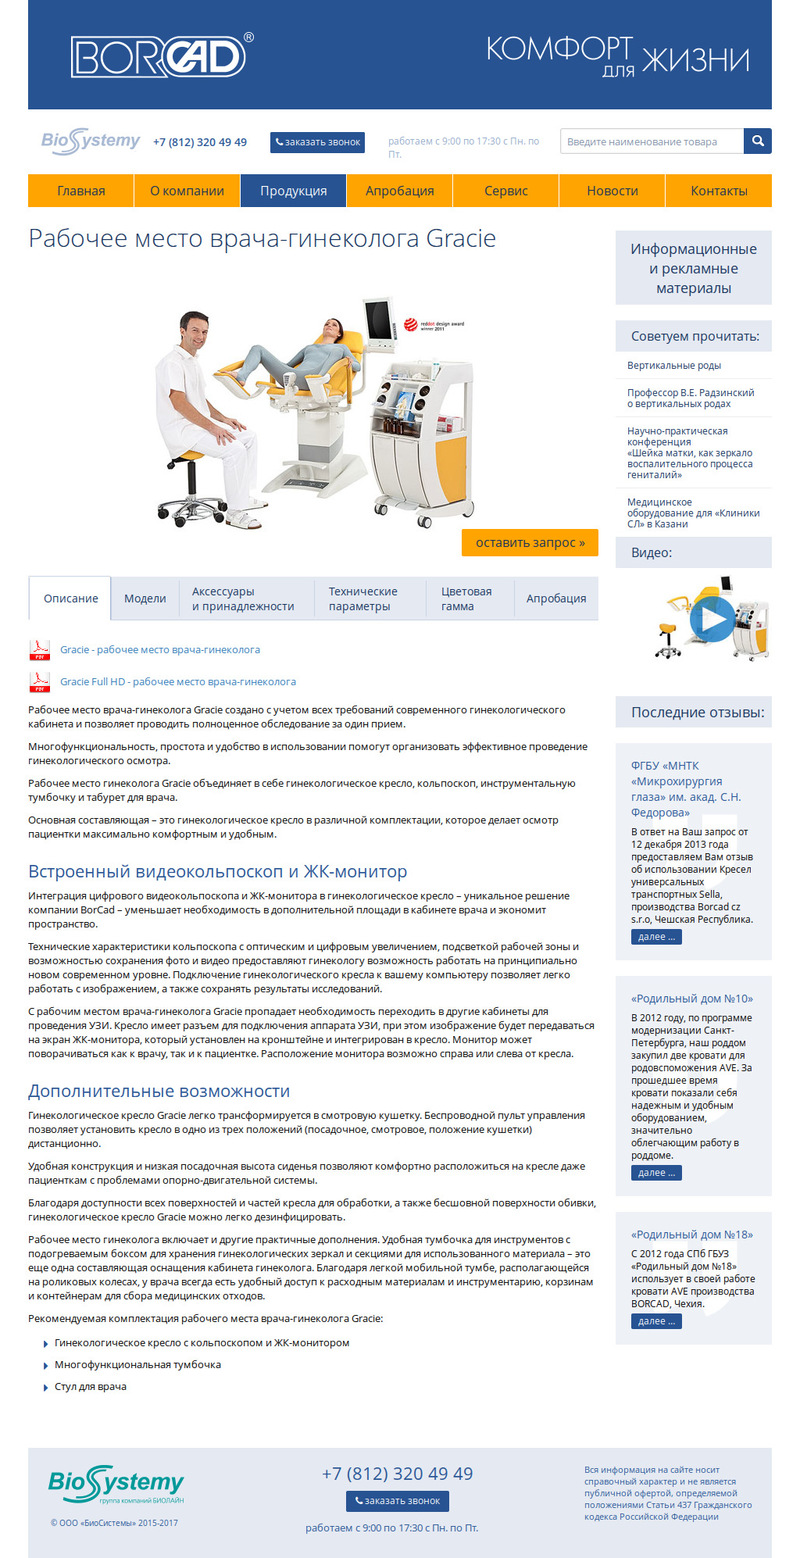 BORCAD®
КОМФОРТ
ДЛЯ ЖИЗНИ
BioSystemy
+7 (812) 320 49 49
заказать звонок
работаем с 9:00 по 17:30 с Пн. по
Пт.
Введите наименование товара
Главная
О компании
Продукция
Апробация
Сервис
Новости
Контакты
Рабочее место врача-гинеколога Gracie
reddot design award
winner 2011
оставить запрос »
Описание
Модели
Аксессуары
и принадлежности
Технические
параметры
Цветовая
гамма
Апробация
PDF
Gracie - рабочее место врача-гинеколога
PDF
Gracie Full HD - рабочее место врача-гинеколога
Рабочее место врача-гинеколога Gracie создано с учетом всех требований современного гинекологического
кабинета и позволяет проводить полноценное обследование за один прием.
Многофункциональность, простота и удобство в использовании помогут организовать эффективное проведение
гинекологического осмотра.
Рабочее место гинеколога Gracie объединяет в себе гинекологическое кресло, кольпоскоп, инструментальную
тумбочку и табурет для врача.
Основная составляющая – это гинекологическое кресло в различной комплектации, которое делает осмотр
пациентки максимально комфортным и удобным.
Встроенный видеокольпоскоп и ЖК-монитор
Интеграция цифрового видеокольпоскопа и ЖК-монитора в гинекологическое кресло – уникальное решение
компании BorCad – уменьшает необходимость в дополнительной площади в кабинете врача и экономит
пространство.
Технические характеристики кольпоскопа с оптическим и цифровым увеличением, подсветкой рабочей зоны и
возможностью сохранения фото и видео предоставляют гинекологу возможность работать на принципиально
новом современном уровне. Подключение гинекологического кресла к вашему компьютеру позволяет легко
работать с изображением, а также сохранять результаты исследований.
С рабочим местом врача-гинеколога Gracie пропадает необходимость переходить в другие кабинеты для
проведения УЗИ. Кресло имеет разъем для подключения аппарата УЗИ, при этом изображение будет передаваться
на экран ЖК-монитора, который установлен на кронштейне и интегрирован в кресло. Монитор может
поворачиваться как к врачу, так и к пациентке. Расположение монитора возможно справа или слева от кресла.
Дополнительные возможности
Гинекологическое кресло Gracie легко трансформируется в смотровую кушетку. Беспроводной пульт управления
позволяет установить кресло в одно из трех положений (посадочное, смотровое, положение кушетки)
дистанционно.
Удобная конструкция и низкая посадочная высота сиденья позволяют комфортно расположиться на кресле даже
пациенткам с проблемами опорно-двигательной системы.
Благодаря доступности всех поверхностей и частей кресла для обработки, а также бесшовной поверхности обивки,
гинекологическое кресло Gracie можно легко дезинфицировать.
Рабочее место гинеколога включает и другие практичные дополнения. Удобная тумбочка для инструментов с
подогреваемым боксом для хранения гинекологических зеркал и секциями для использованного материала – это
еще одна составляющая оснащения кабинета гинеколога. Благодаря легкой мобильной тумбе, располагающейся
на роликовых колесах, у врача всегда есть удобный доступ к расходным материалам и инструментарию, корзинам
и контейнерам для сбора медицинских отходов.
Рекомендуемая комплектация рабочего места врача-гинеколога Gracie:
Гинекологическое кресло с кольпоскопом и ЖК-монитором
Многофункциональная тумбочка
Стул для врача
Информационные
и рекламные
материалы
Советуем прочитать:
Вертикальные роды
Профессор В.Е. Радзинский
о вертикальных родах
Научно-практическая
конференция
«Шейка матки, как зеркало
воспалительного процесса
гениталий»
Медицинское
оборудование для «Клиники
СЛ» в Казани
Видео:
Последние отзывы:
ФГБУ «МНТК
«Микрохирургия
глаза» им. акад. С.Н.
Федорова»
В ответ на Ваш запрос от
12 декабря 2013 года
предоставляем Вам отзыв
об использовании Кресел
универсальных
транспортных Sella,
производства Borcad cz
s.r.o, Чешская Республика.
далее ...
«Родильный дом №10»
В 2012 году, по программе
модернизации Санкт-
Петербурга, наш роддом
закупил две кровати для
родовспоможения AVE. За
прошедшее время
кровати показали себя
надежным и удобным
оборудованием,
значительно
облегчающим работу в
роддоме.
далее ...
«Родильный дом №18»
С 2012 года СПб ГБУЗ
«Родильный дом №18»
использует в своей работе
кровати AVE производства
BORCAD, Чехия.
далее ...
BioSystemy
группа компаний БИОЛАЙН
© ООО «БиоСистемы» 2015-2017
+7 (812) 320 49 49
заказать звонок
работаем с 9:00 по 17:30 с Пн. по Пт.
Вся информация на сайте носит
справочный характер и не является
публичной офертой, определяемой
положениями Статьи 437 Гражданского
кодекса Российской Федерации